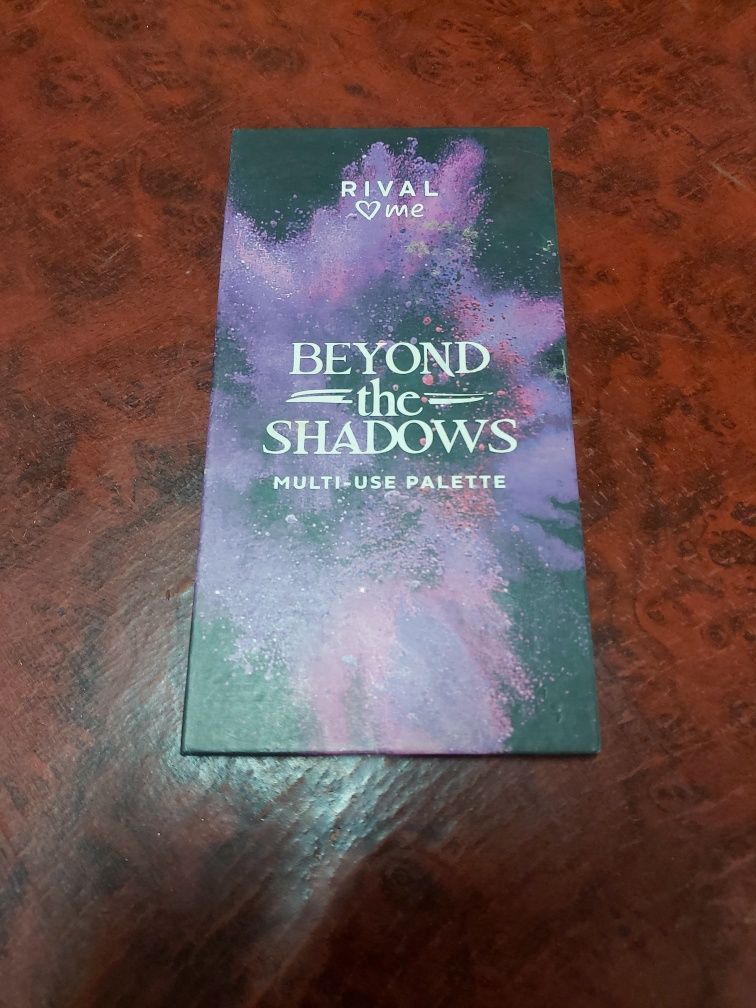 RIVAL
♡me
BEYOND
the
SHADOWS
MULTI-USE PALETTE